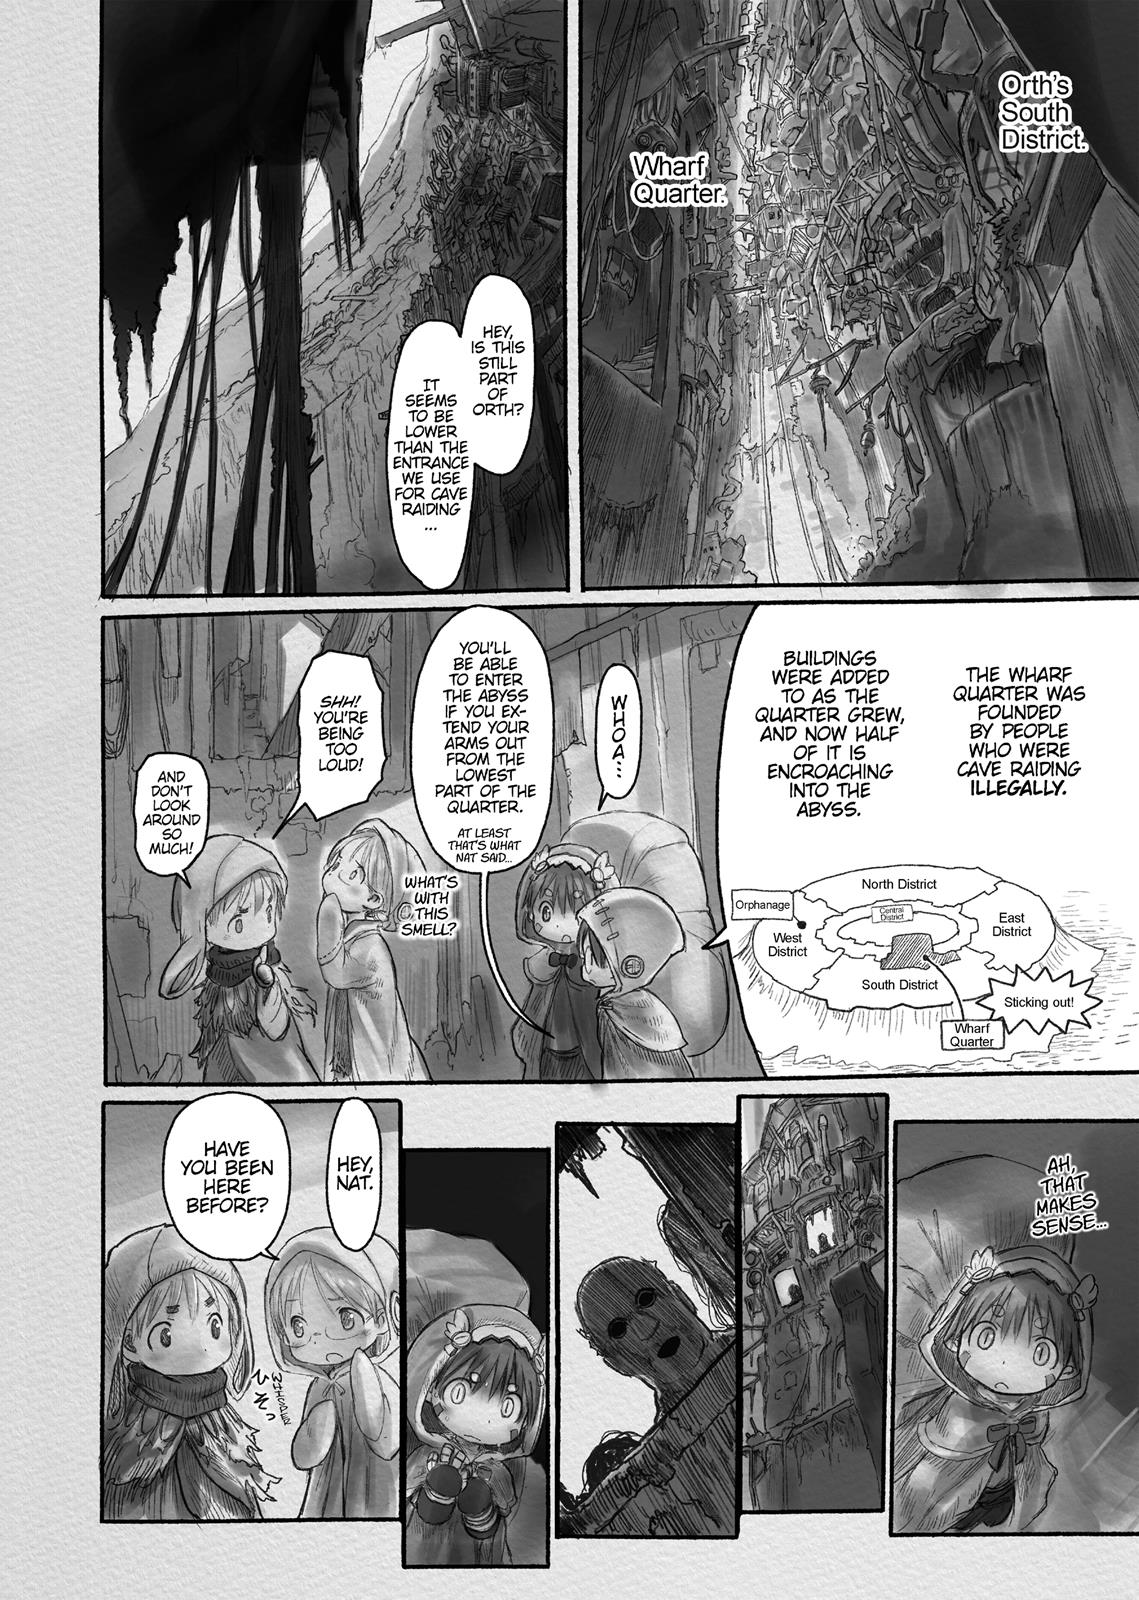 Orth's
South
District.
Wharf
Quarter.
HEY,
IS THIS
STILL
PART
OF
ORTH?
IT
SEEMS
TO BE
LOWER
THAN THE
ENTRANCE
WE USE
FOR CAVE
RAIDING
...
THE WHARF
QUARTER WAS
FOUNDED
BY PEOPLE
WHO WERE
CAVE RAIDING
ILLEGALLY.
BUILDINGS
WERE ADDED
TO AS THE
QUARTER GREW,
AND NOW HALF
OF IT IS
ENCROACHING
INTO THE
ABYSS.
North District
Orphanage
Central
District
East
District
West
District
South District
Sticking out!
Wharf
Quarter
WHOA...
YOU'LL
BE ABLE
TO ENTER
THE ABYSS
IF YOU EX-
TEND YOUR
ARMS OUT
FROM THE
LOWEST
PART OF THE
QUARTER.
AT LEAST
THAT'S WHAT
NAT SAID...
WHAT'S
WITH
THIS
SMELL?
SHH!
YOU'RE
BEING
TOO
LOUD!
AND
DON'T
LOOK
AROUND
SO
MUCH!
AH,
THAT
MAKES
SENSE...
HEY,
NAT.
HAVE
YOU BEEN
HERE
BEFORE?
ひそっ
WHISPER